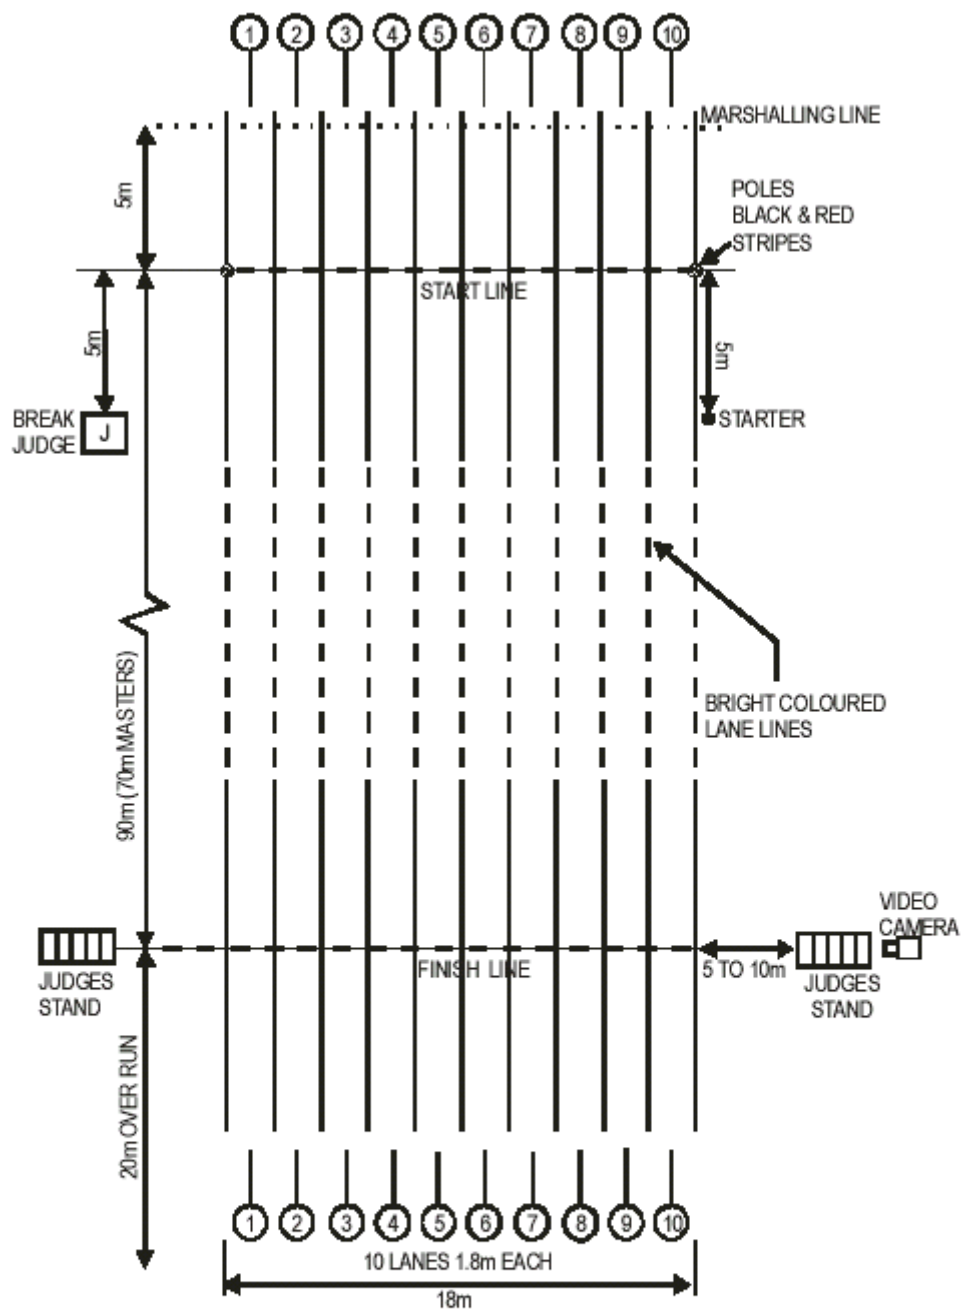 1 2 3 4 5 6 7 8 9 10
MARSHALLING LINE
5m
POLES
BLACK & RED
STRIPES
START LINE
5m
5m
BREAK
JUDGE
J
STARTER
90m (70m MASTERS)
BRIGHT COLOURED
LANE LINES
VIDEO
CAMERA
FINISH LINE
5 TO 10m
JUDGES
STAND
JUDGES
STAND
20m OVER RUN
1 2 3 4 5 6 7 8 9 10
10 LANES 1.8m EACH
18m